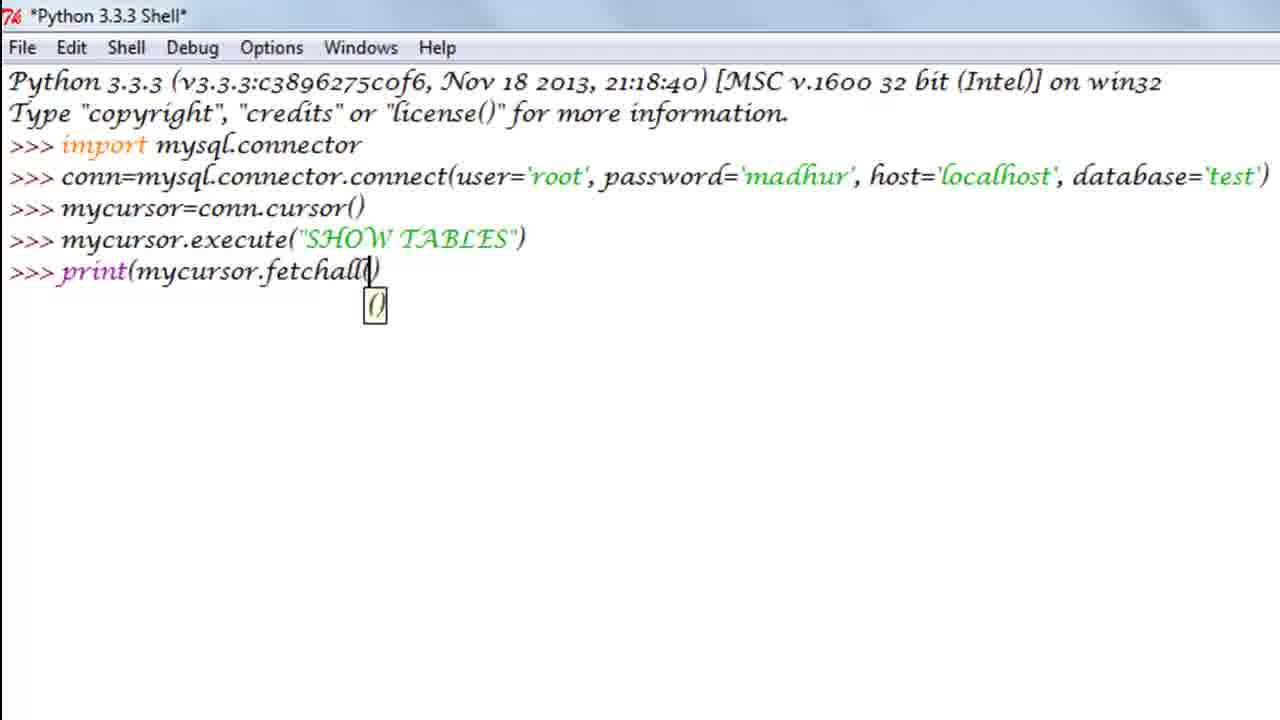 *Python 3.3.3 Shell*
File Edit Shell Debug Options Windows Help
Python 3.3.3 (v3.3.3:c3896275c0f6, Nov 18 2013, 21:18:40) [MSC v.1600 32 bit (Intel)] on win32
Type "copyright", "credits" or "license()" for more information.
>>> import mysql.connector
>>> conn=mysql.connector.connect(user='root', password='madhur', host='localhost', database='test')
>>> mycursor=conn.cursor()
>>> mycursor.execute("SHOW TABLES")
>>> print(mycursor.fetchall()
()